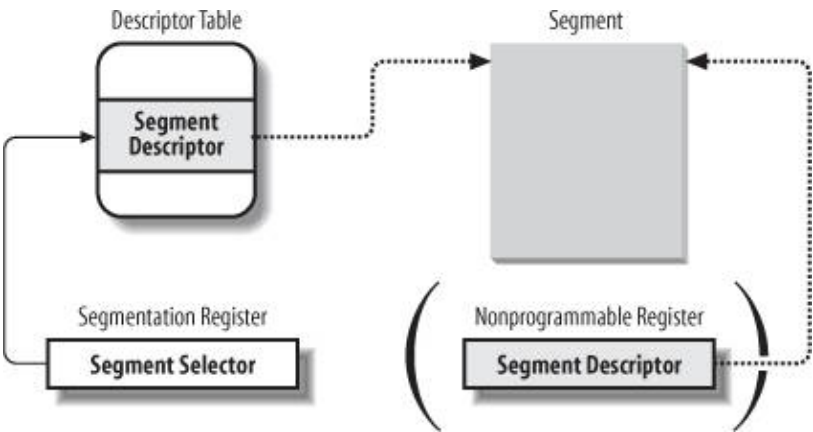 Descriptor Table
Segment
Segment
Descriptor
Segmentation Register
Segment Selector
Nonprogrammable Register
Segment Descriptor